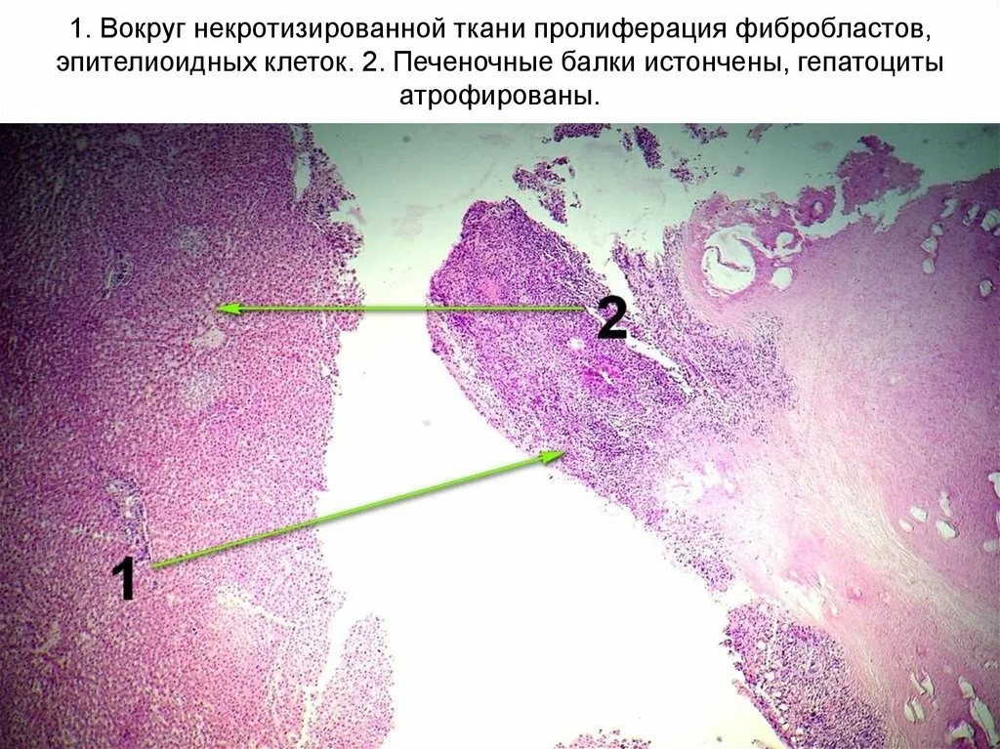 1. Вокруг некротизированной ткани пролиферация фибробластов,
эпителиоидных клеток. 2. Печеночные балки истончены, гепатоциты
атрофированы.
2
1